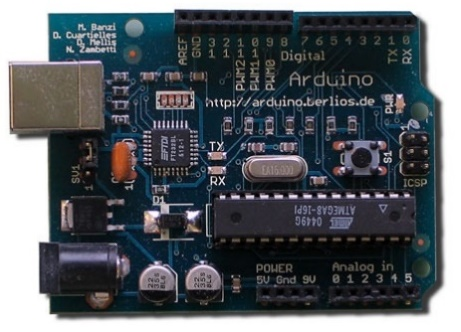 M. Banzi
D. Cuartielles
D. Mellis
N. Zambetti
AREF
GND
13
12
11
10
9
8
7 6 5 4 3 2 1 0
PWM2
PWM1
PWM0
TX
RX
Digital
Arduino
http://arduino.berlios.de
PWR
FTDI
TX
RX
SV1
1
D1
S1
ICSP
ATMEGA8-16PI
0449G
POWER
5V Gnd 9V
Analog in
0 1 2 3 4 5